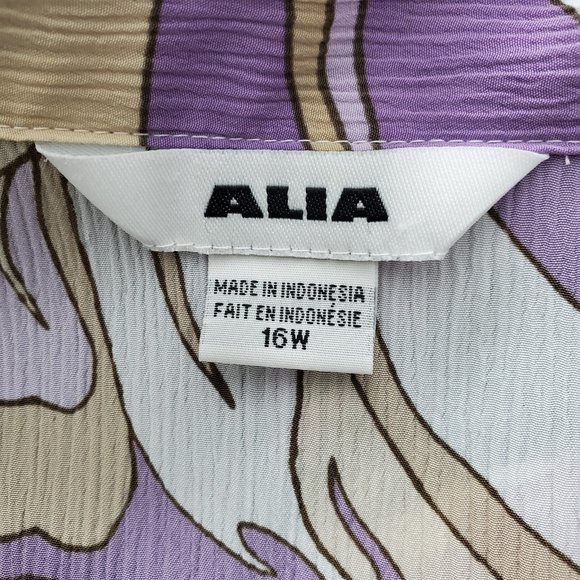 ALIA
MADE IN INDONESIA
FAIT EN INDONÉSIE
16W